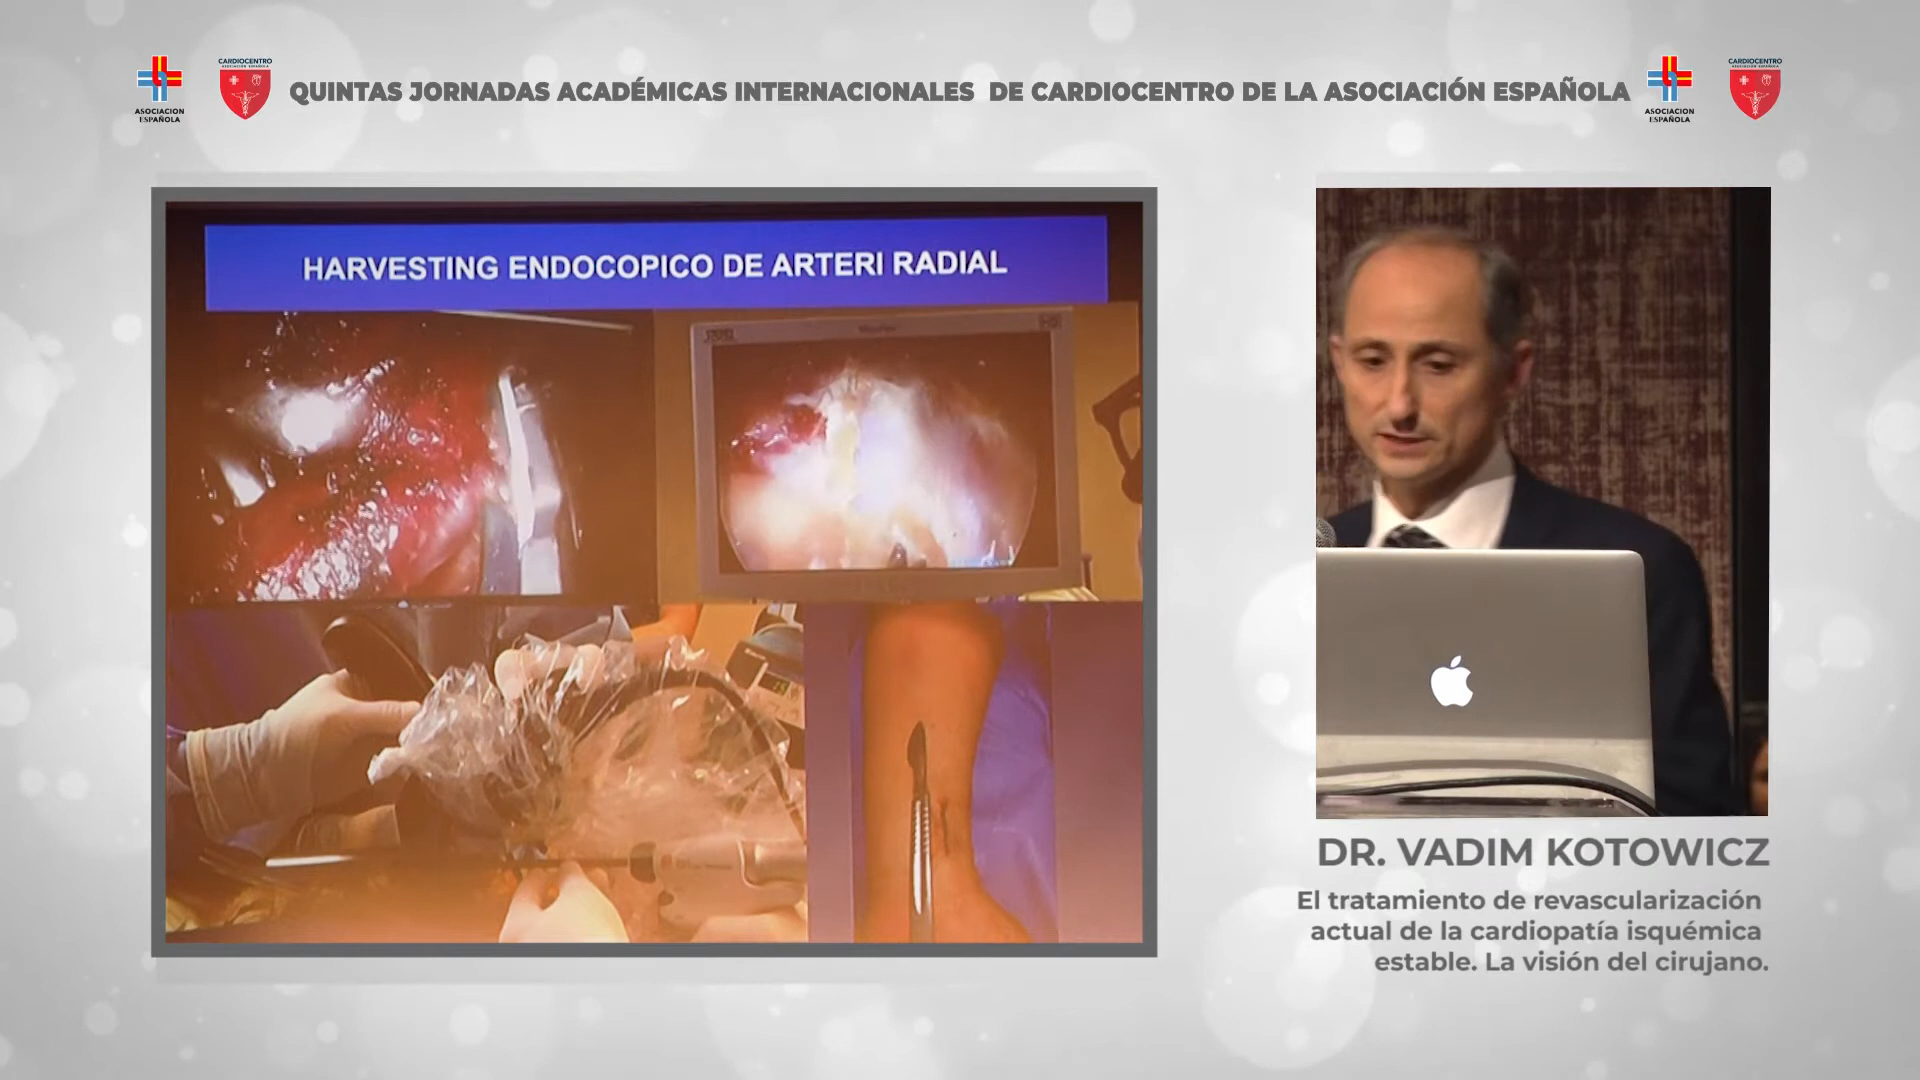 CARDIOCENTRO
ASOCIACION
ESPAÑOLA
QUINTAS JORNADAS ACADÉMICAS INTERNACIONALES DE CARDIOCENTRO DE LA ASOCIACIÓN ESPAÑOLA
CARDIOCENTRO
ASOCIACION
ESPAÑOLA
HARVESTING ENDOCOPICO DE ARTERI RADIAL
DR. VADIM KOTOWICZ
El tratamiento de revascularización
actual de la cardiopatía isquémica
estable. La visión del cirujano.